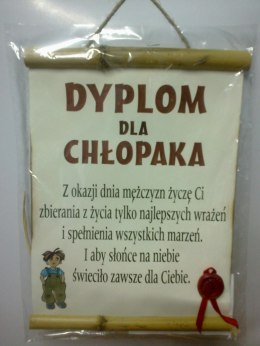 DYPLOM
DLA
CHŁOPAKA
Z okazji dnia mężczyzn życzę Ci
zbierania z życia tylko najlepszych wrażeń
i spełnienia wszystkich marzeń.
I aby słońce na niebie
świeciło zawsze dla Ciebie.